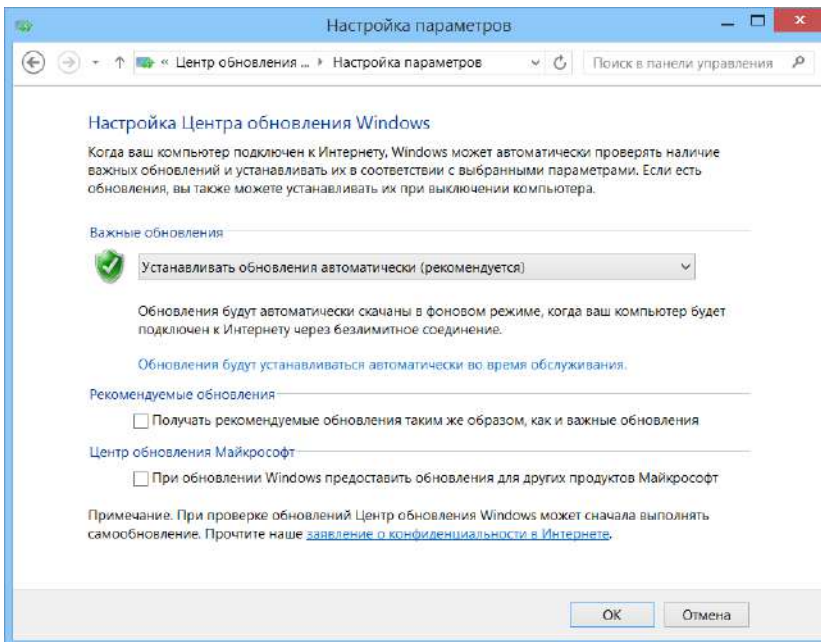 Настройка параметров
« Центр обновления ... Настройка параметров
Поиск в панели управления
Настройка Центра обновления Windows
Когда ваш компьютер подключен к Интернету, Windows может автоматически проверять наличие
важных обновлений и устанавливать их в соответствии с выбранными параметрами. Если есть
обновления, вы также можете устанавливать их при выключении компьютера.
Важные обновления
Устанавливать обновления автоматически (рекомендуется)
Обновления будут автоматически скачаны в фоновом режиме, когда ваш компьютер будет
подключен к Интернету через безлимитное соединение.
Обновления будут устанавливаться автоматически во время обслуживания.
Рекомендуемые обновления
Получать рекомендуемые обновления таким же образом, как и важные обновления
Центр обновления Майкрософт
При обновлении Windows предоставить обновления для других продуктов Майкрософт
Примечание. При проверке обновлений Центр обновления Windows может сначала выполнять
самообновление. Прочтите наше заявление о конфиденциальности в Интернете.
OK
Отмена